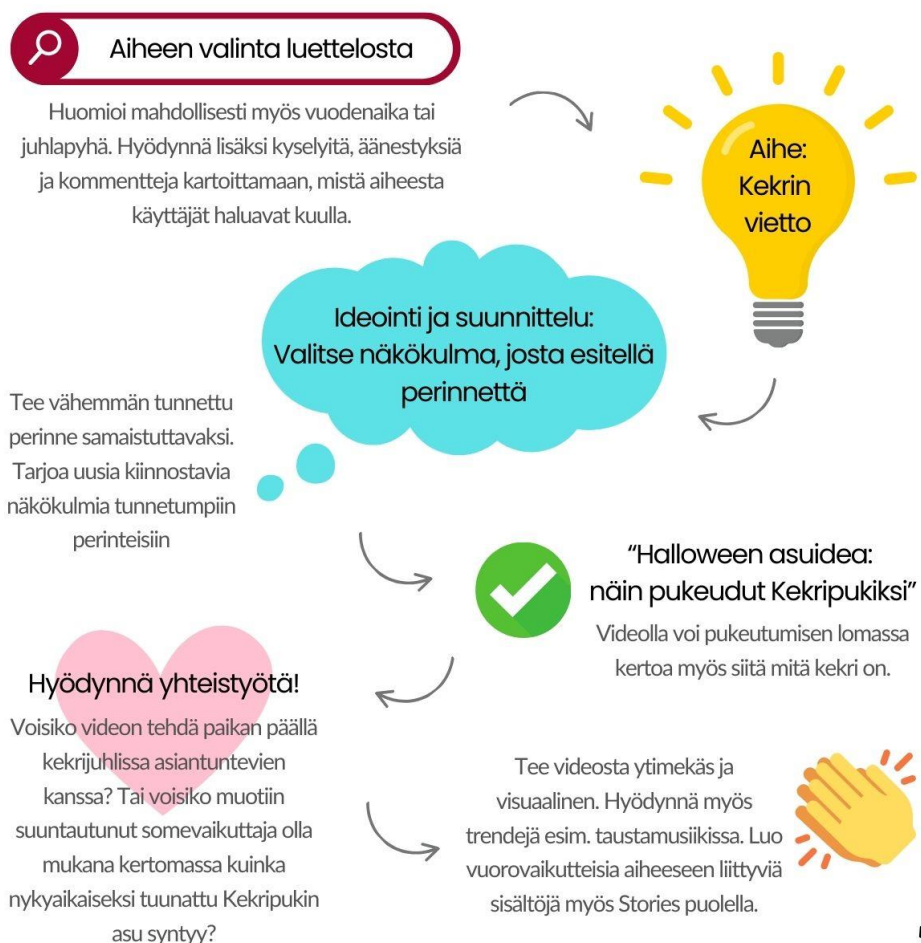 Aiheen valinta luettelosta
Huomioi mahdollisesti myös vuodenaika tai
juhlapyhä. Hyödynnä lisäksi kyselyitä, äänestyksiä
ja kommentteja kartoittamaan, mistä aiheesta
käyttäjät haluavat kuulla.
Aihe:
Kekrin
vietto
Ideointi ja suunnittelu:
Valitse näkökulma, josta esitellä
perinnettä
Tee vähemmän tunnettu
perinne samaistuttavaksi.
Tarjoa uusia kiinnostavia
näkökulmia tunnetumpiin
perinteisiin
“Halloween asuidea:
näin pukeudut Kekripukiksi”
Videolla voi pukeutumisen lomassa
kertoa myös siitä mitä kekri on.
Hyödynnä yhteistyötä!
Voisiko videon tehdä paikan päällä
kekrijuhlissa asiantuntevien
kanssa? Tai voisiko muotiin
suuntautunut somevaikuttaja olla
mukana kertomassa kuinka
nykyaikaiseksi tuunattu Kekripukin
asu syntyy?
Tee videosta ytimekäs ja
visuaalinen. Hyödynnä myös
trendejä esim. taustamusiikissa. Luo
vuorovaikutteisia aiheeseen liittyviä
sisältöjä myös Stories puolella.